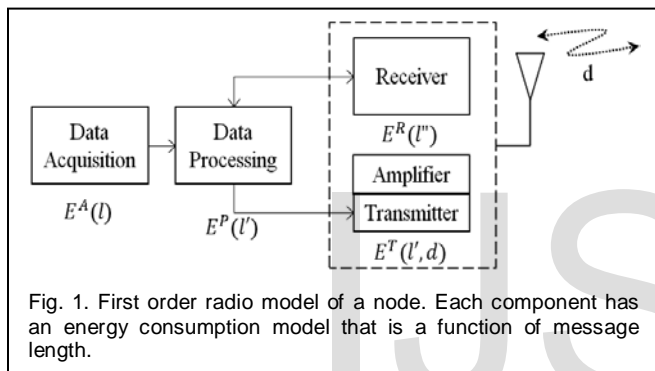 Receiver
d
Data
Acquisition
Data
Processing
E^R(l'')
Amplifier
Transmitter
E^A(l)
E^P(l')
E^T(l', d)
Fig. 1. First order radio model of a node. Each component has
an energy consumption model that is a function of message
length.
IJS